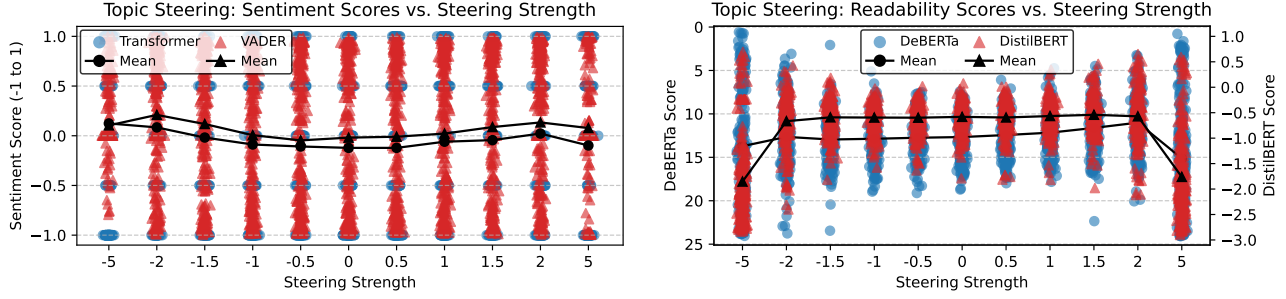 Topic Steering: Sentiment Scores vs. Steering Strength
Sentiment Score (-1 to 1)
1.0
0.5
0.0
−0.5
−1.0
Transformer
VADER
Mean
Mean
-5 -2 -1.5 -1 -0.5 0 0.5 1 1.5 2 5
Steering Strength
Topic Steering: Readability Scores vs. Steering Strength
DeBERTa Score
0
5
10
15
20
25
DeBERTa
DistilBERT
Mean
Mean
1.0
0.5
0.0
−0.5
−1.0
−1.5
−2.0
−2.5
−3.0
DistilBERT Score
-5 -2 -1.5 -1 -0.5 0 0.5 1 1.5 2 5
Steering Strength